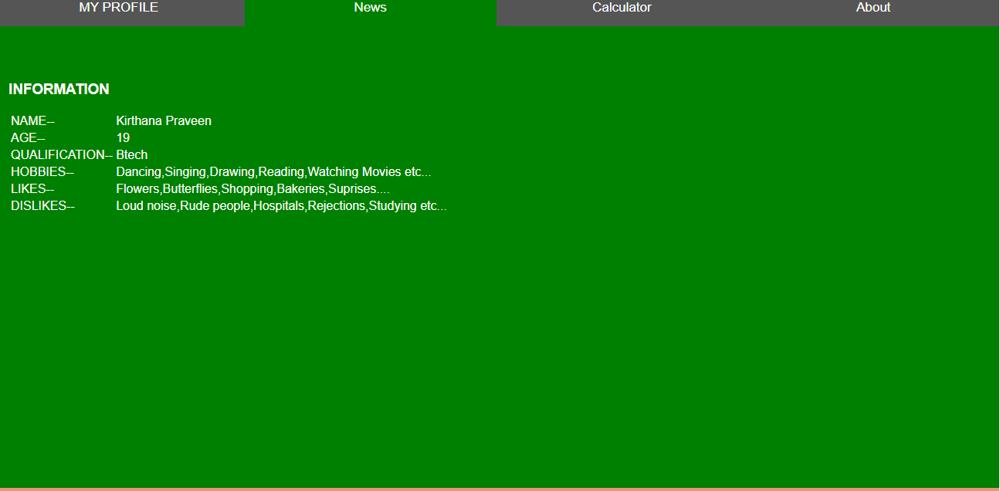 MY PROFILE News Calculator About
INFORMATION
NAME-- Kirthana Praveen
AGE-- 19
QUALIFICATION-- Btech
HOBBIES-- Dancing,Singing,Drawing,Reading,Watching Movies etc...
LIKES-- Flowers,Butterflies,Shopping,Bakeries,Suprises....
DISLIKES-- Loud noise,Rude people,Hospitals,Rejections,Studying etc...